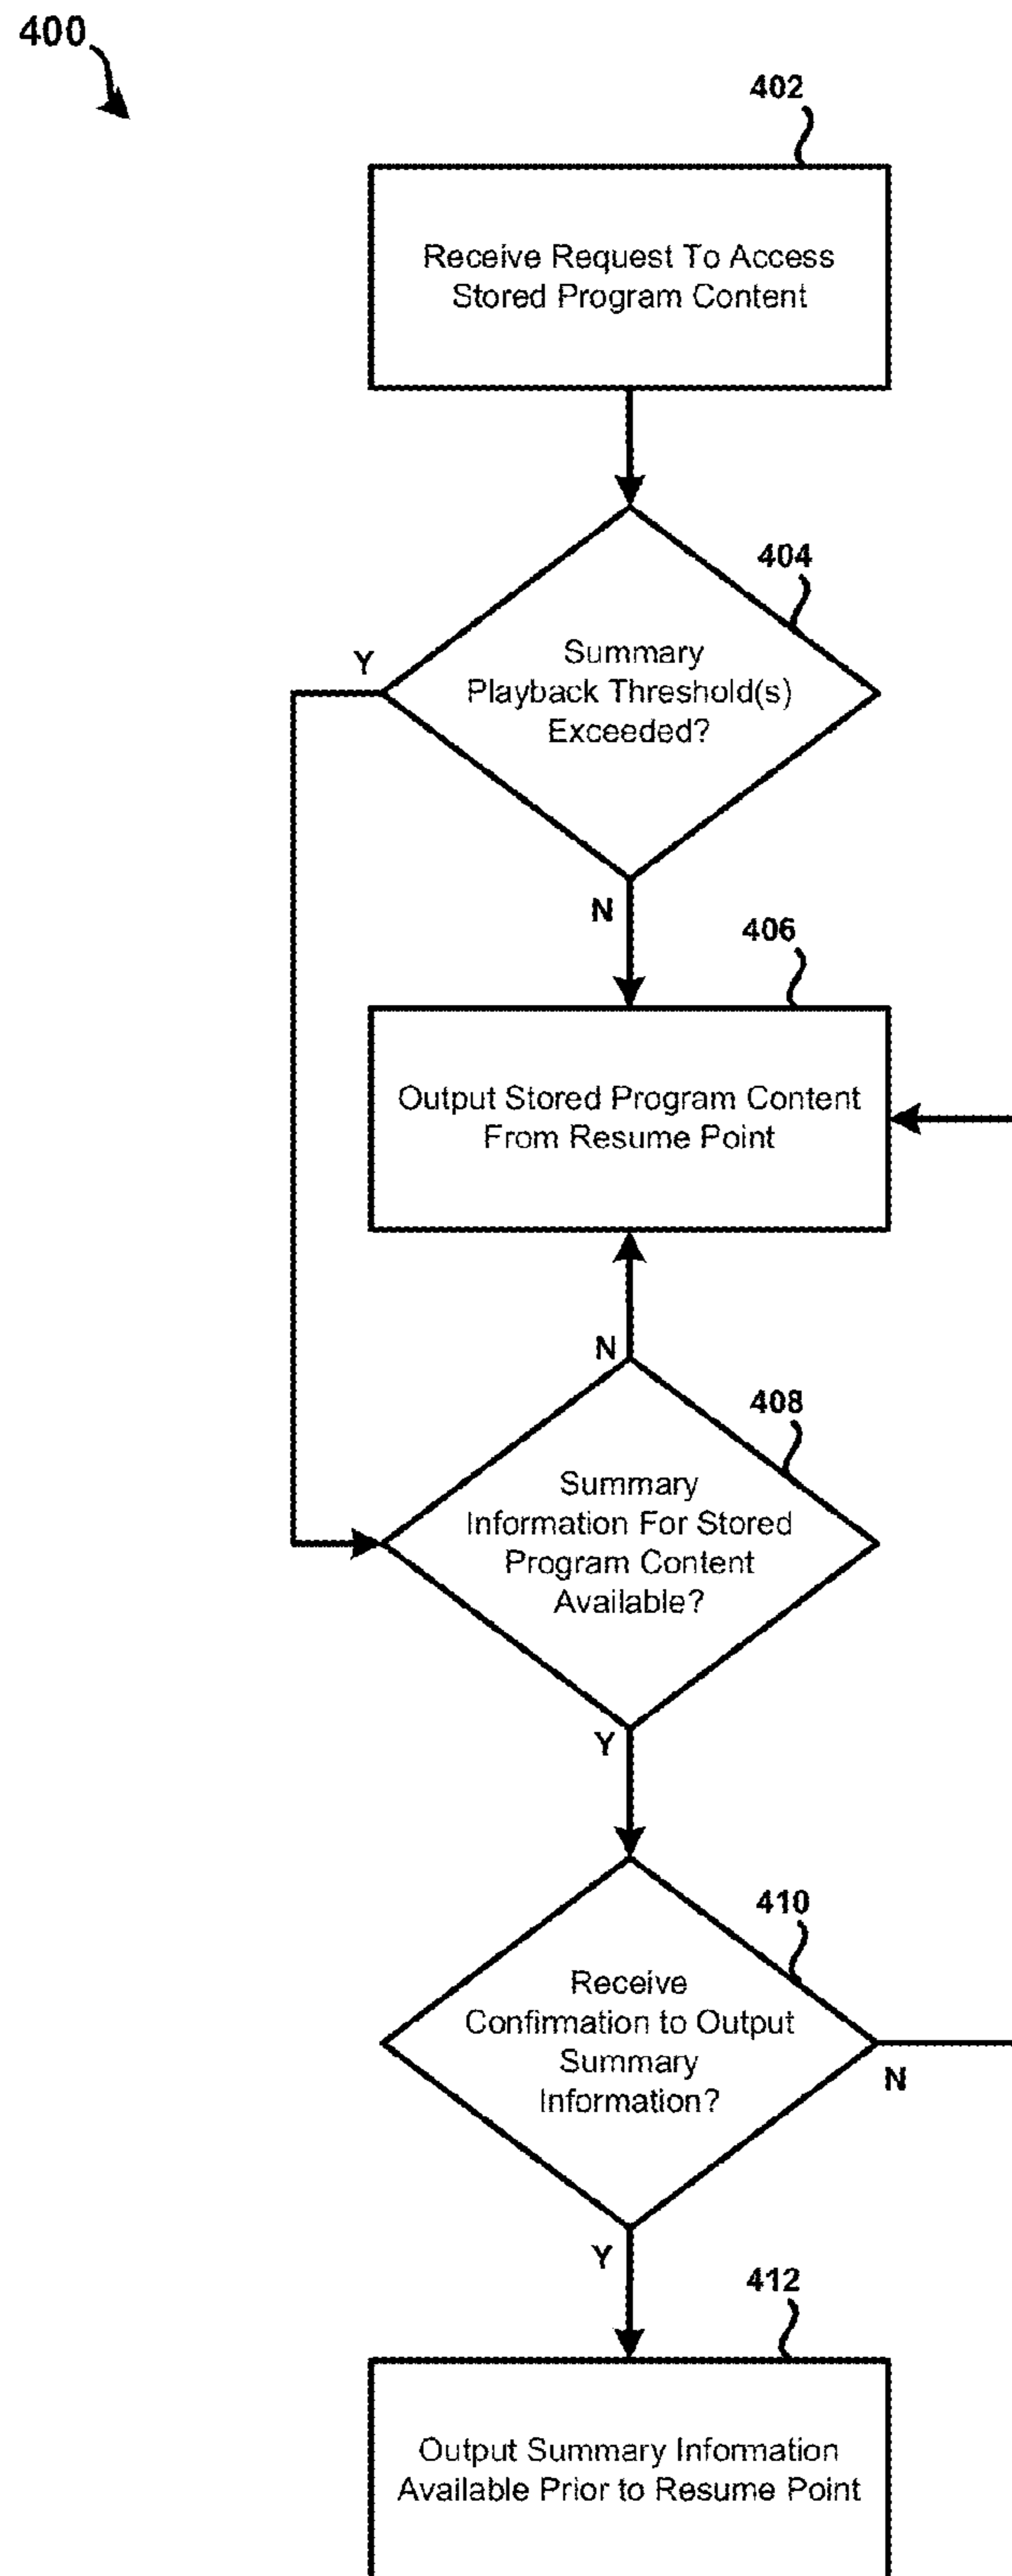 400
402
Receive Request To Access
Stored Program Content
404
Summary
Playback Threshold(s)
Exceeded?
Y
N
406
Output Stored Program Content
From Resume Point
N
408
Summary
Information For Stored
Program Content
Available?
Y
410
Receive
Confirmation to Output
Summary
Information?
N
Y
412
Output Summary Information
Available Prior to Resume Point